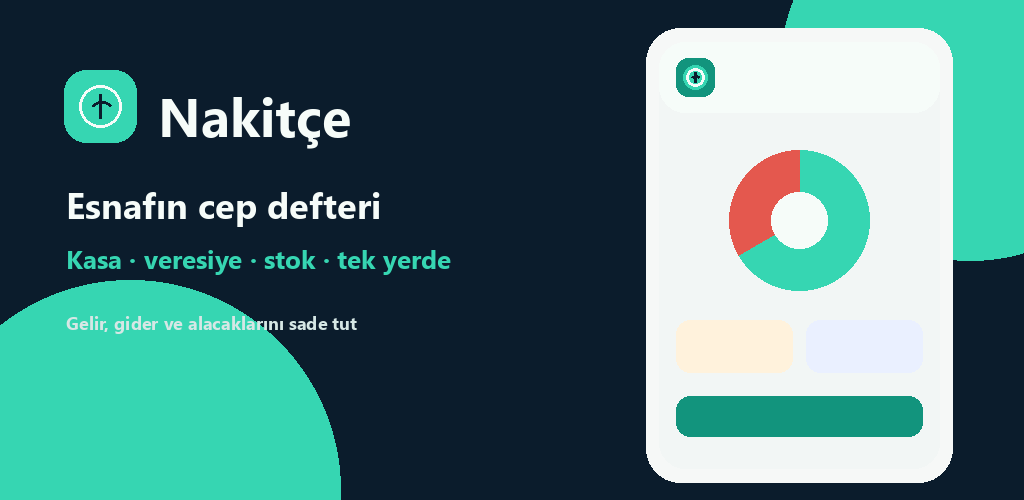 Nakitçe
Esnafın cep defteri
Kasa · veresiye · stok · tek yerde
Gelir, gider ve alacaklarını sade tut